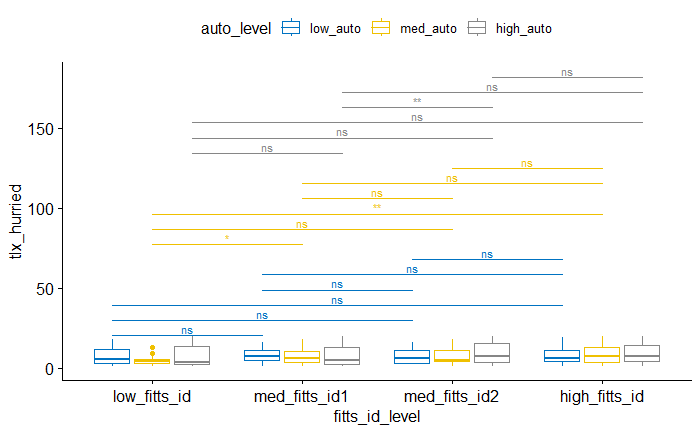 auto_level low_auto med_auto high_auto
ns
ns
**
150
ns
ns
ns
ns
ns
ns
100
**
ns
*
ns
ns
50
ns
ns
ns
ns
0
tlx_hurried
low_fitts_id med_fitts_id1 med_fitts_id2 high_fitts_id
fitts_id_level